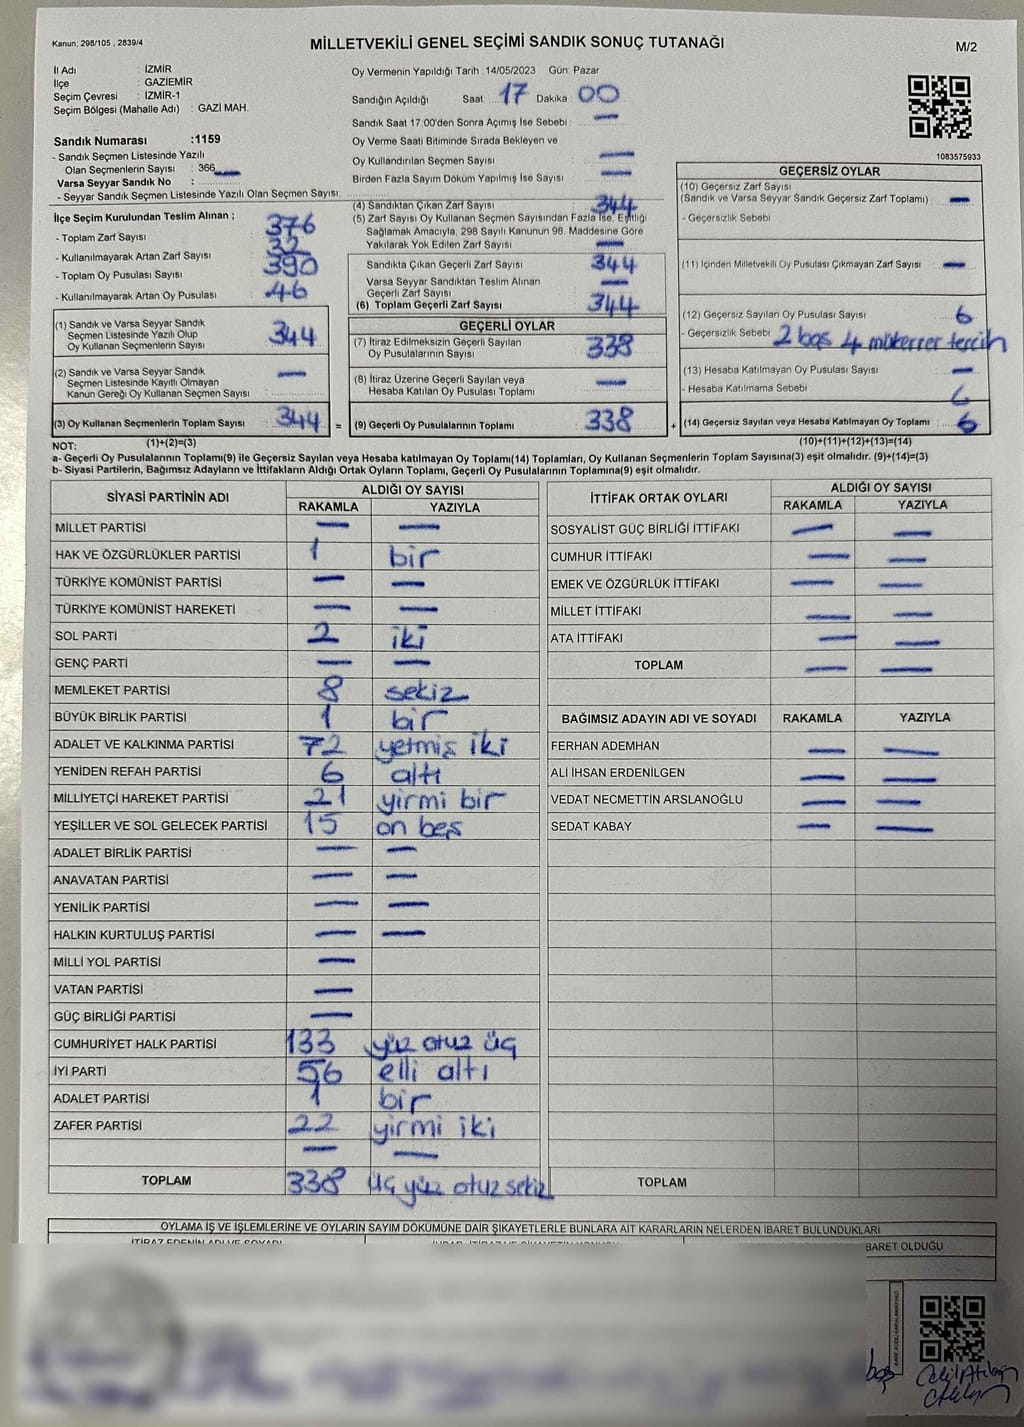 Kanun: 298/105 , 2839/4
MİLLETVEKİLİ GENEL SEÇİMİ SANDIK SONUÇ TUTANAĞI
M/2
İl Adı : İZMİR
İlçe : GAZİEMİR
Seçim Çevresi : İZMİR-1
Seçim Bölgesi (Mahalle Adı) : GAZİ MAH.
Oy Vermenin Yapıldığı Tarih : 14/05/2023 Gün: Pazar
Sandığın Açıldığı Saat 17 Dakika 00
Sandık Saat 17.00'den Sonra Açımış İse Sebebi : —
Oy Verme Saati Bitiminde Sırada Bekleyen ve
Oy Kullandırılan Seçmen Sayısı —
Birden Fazla Sayım Döküm Yapılmış İse Sayısı : —
1083575933
Sandık Numarası :1159
- Sandık Seçmen Listesinde Yazılı
Olan Seçmenlerin Sayısı : 366 —
Varsa Seyyar Sandık No :
- Seyyar Sandık Seçmen Listesinde Yazılı Olan Seçmen Sayısı:
İlçe Seçim Kurulundan Teslim Alınan ;
- Toplam Zarf Sayısı : 376
- Kullanılmayarak Artan Zarf Sayısı : 32
- Toplam Oy Pusulası Sayısı : 390
- Kullanılmayarak Artan Oy Pusulası : 46
(1) Sandık ve Varsa Seyyar Sandık
Seçmen Listesinde Yazılı Olup
Oy Kullanan Seçmenlerin Sayısı : 344
(2) Sandık ve Varsa Seyyar Sandık
Seçmen Listesinde Kayıtlı Olmayan
Kanun Gereği Oy Kullanan Seçmen Sayısı : —
(3) Oy Kullanan Seçmenlerin Toplam Sayısı : 344
(1)+(2)=(3)
(4) Sandıktan Çıkan Zarf Sayısı : 344
(5) Zarf Sayısı Oy Kullanan Seçmen Sayısından Fazla İse, Eşitliği
Sağlamak Amacıyla, 298 Sayılı Kanunun 98. Maddesine Göre
Yakılarak Yok Edilen Zarf Sayısı : —
Sandıkta Çıkan Geçerli Zarf Sayısı : 344
Varsa Seyyar Sandıktan Teslim Alınan
Geçerli Zarf Sayısı : —
(6) Toplam Geçerli Zarf Sayısı : 344
GEÇERLİ OYLAR
(7) İtiraz Edilmeksizin Geçerli Sayılan
Oy Pusulalarının Sayısı : 338
(8) İtiraz Üzerine Geçerli Sayılan veya
Hesaba Katılan Oy Pusulası Toplamı : —
= (9) Geçerli Oy Pusulalarının Toplamı : 338
GEÇERSİZ OYLAR
(10) Geçersiz Zarf Sayısı
(Sandık ve Varsa Seyyar Sandık Geçersiz Zarf Toplamı) : —
- Geçersizlik Sebebi :
(11) İçinden Milletvekili Oy Pusulası Çıkmayan Zarf Sayısı : —
(12) Geçersiz Sayılan Oy Pusulası Sayısı : 6
- Geçersizlik Sebebi : 2 boş 4 mükerrer tercih
(13) Hesaba Katılmayan Oy Pusulası Sayısı : —
- Hesaba Katılmama Sebebi :
+ (14) Geçersiz Sayılan veya Hesaba Katılmayan Oy Toplamı : 6
(10)+(11)+(12)+(13)=(14)
NOT:
a- Geçerli Oy Pusulasının Toplamı(9) ile Geçersiz Sayılan veya Hesaba katılmayan Oy Toplamı(14) Toplamları, Oy Kullanan Seçmenlerin Toplam Sayısına(3) eşit olmalıdır. (9)+(14)=(3)
b- Siyasi Partilerin, Bağımsız Adayların ve İttifakların Aldığı Ortak Oyların Toplamı, Geçerli Oy Pusulalarının Toplamına(9) eşit olmalıdır.
SİYASİ PARTİNİN ADI
ALDIĞI OY SAYISI
RAKAMLA YAZIYLA
MİLLET PARTİSİ — —
HAK VE ÖZGÜRLÜKLER PARTİSİ 1 bir
TÜRKİYE KOMÜNİST PARTİSİ — —
TÜRKİYE KOMÜNİST HAREKETİ — —
SOL PARTİ 2 iki
GENÇ PARTİ — —
MEMLEKET PARTİSİ 8 sekiz
BÜYÜK BİRLİK PARTİSİ 1 bir
ADALET VE KALKINMA PARTİSİ 72 yetmiş iki
YENİDEN REFAH PARTİSİ 6 altı
MİLLİYETÇİ HAREKET PARTİSİ 21 yirmi bir
YEŞİLLER VE SOL GELECEK PARTİSİ 15 on beş
ADALET BİRLİK PARTİSİ — —
ANAVATAN PARTİSİ — —
YENİLİK PARTİSİ — —
HALKIN KURTULUŞ PARTİSİ — —
MİLLİ YOL PARTİSİ —
VATAN PARTİSİ —
GÜÇ BİRLİĞİ PARTİSİ —
CUMHURİYET HALK PARTİSİ 133 yüz otuz üç
İYİ PARTİ 56 elli altı
ADALET PARTİSİ 1 bir
ZAFER PARTİSİ 22 yirmi iki
— —
TOPLAM 338 üç yüz otuz sekiz
İTTİFAK ORTAK OYLARI
ALDIĞI OY SAYISI
RAKAMLA YAZIYLA
SOSYALİST GÜÇ BİRLİĞİ İTTİFAKI — —
CUMHUR İTTİFAKI — —
EMEK VE ÖZGÜRLÜK İTTİFAKI — —
MİLLET İTTİFAKI — —
ATA İTTİFAKI — —
TOPLAM — —
BAĞIMSIZ ADAYIN ADI VE SOYADI RAKAMLA YAZIYLA
FERHAN ADEMHAN — —
ALİ İHSAN ERDENİLGEN — —
VEDAT NECMETTİN ARSLANOĞLU — —
SEDAT KABAY — —
TOPLAM
OYLAMA İŞ VE İŞLEMLERİNE VE OYLARIN SAYIM DÖKÜMÜNE DAİR ŞİKAYETLERLE BUNLARA AİT KARARLARIN NELERDEN İBARET BULUNDUKLARI
İTİRAZ EDENİN ADI VE SOYADI
BARET OLDUĞU
boş